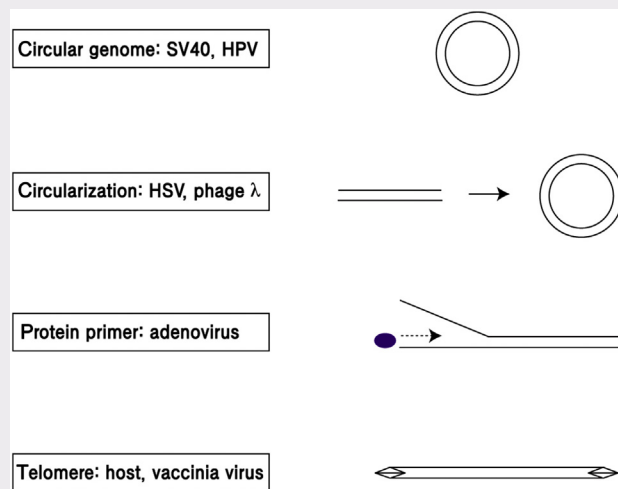 Circular genome: SV40, HPV
Circularization: HSV, phage λ
Protein primer: adenovirus
Telomere: host, vaccinia virus